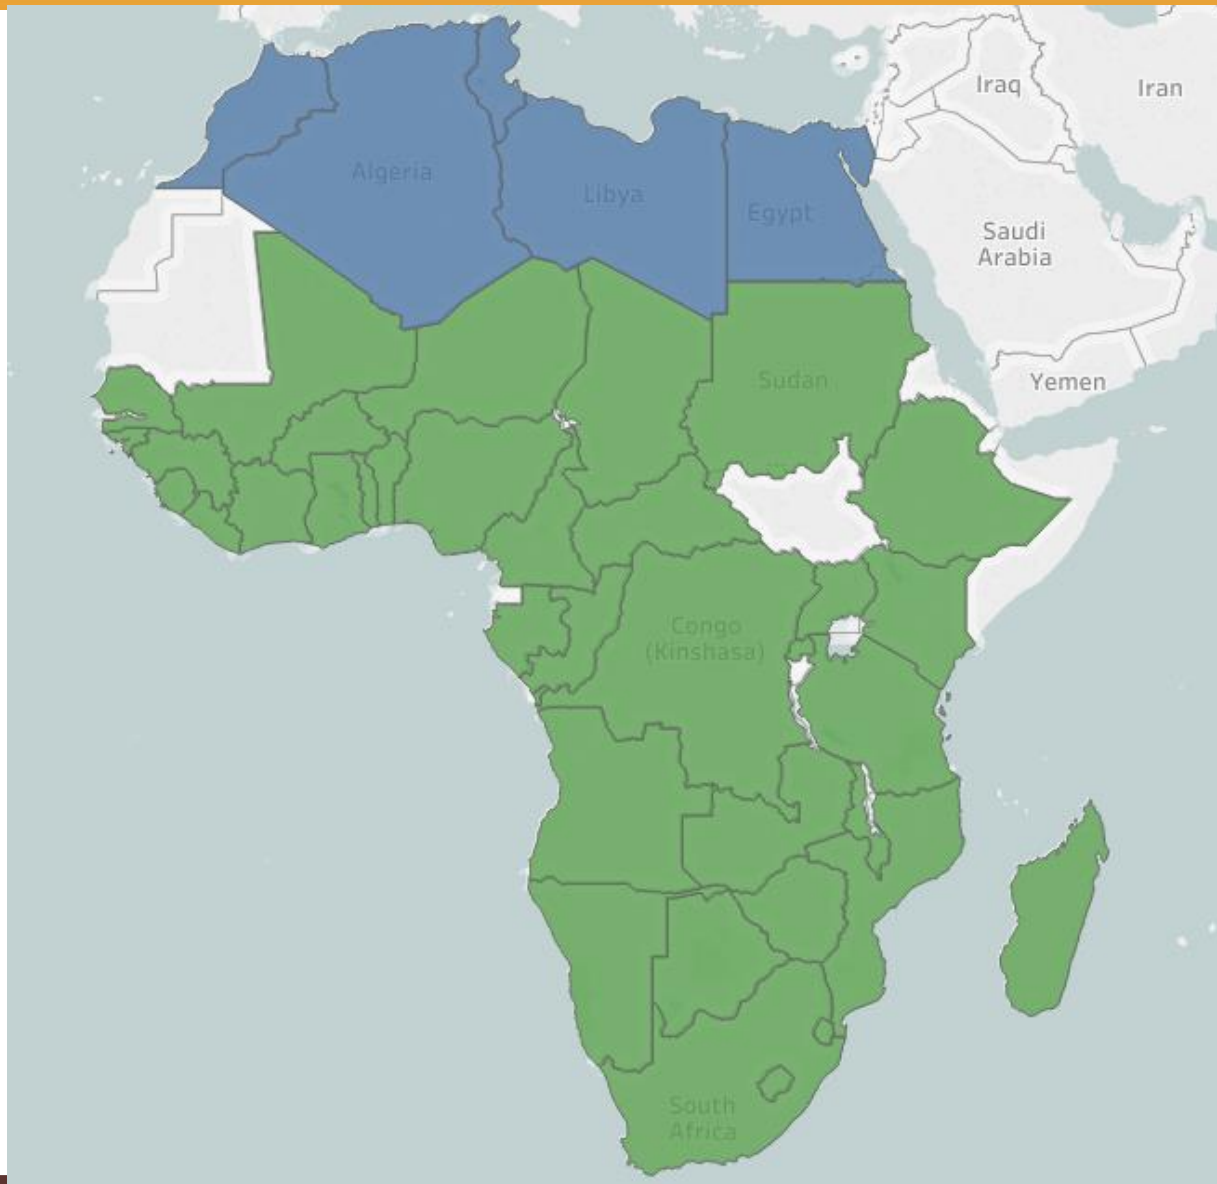 Iraq
Iran
Algeria
Libya
Egypt
Saudi
Arabia
Sudan
Yemen
Congo
(Kinshasa)
South
Africa